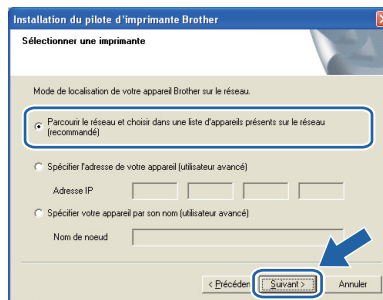 Installation du pilote d'imprimante Brother
Sélectionner une imprimante
Mode de localisation de votre appareil Brother sur le réseau.
Parcourir le réseau et choisir dans une liste d'appareils présents sur le réseau
(recommandé)
Spécifier l'adresse de votre appareil (utilisateur avancé)
Adresse IP
Spécifier votre appareil par son nom (utilisateur avancé)
Nom de noeud
< Précéden Suivant > Annuler